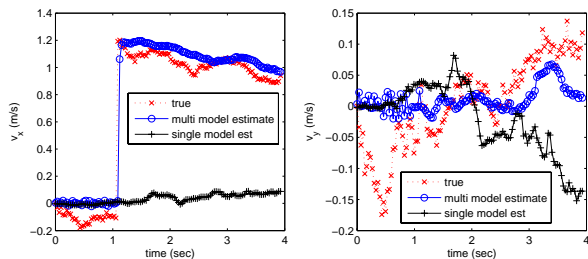 1.4
1.2
1
0.8
0.6
0.4
0.2
0
−0.2
0
1
2
3
4
time (sec)
v_x (m/s)
true
multi model estimate
single model est
0.15
0.1
0.05
0
−0.05
−0.1
−0.15
−0.2
0
1
2
3
4
time (sec)
v_y (m/s)
true
multi model estimate
single model est